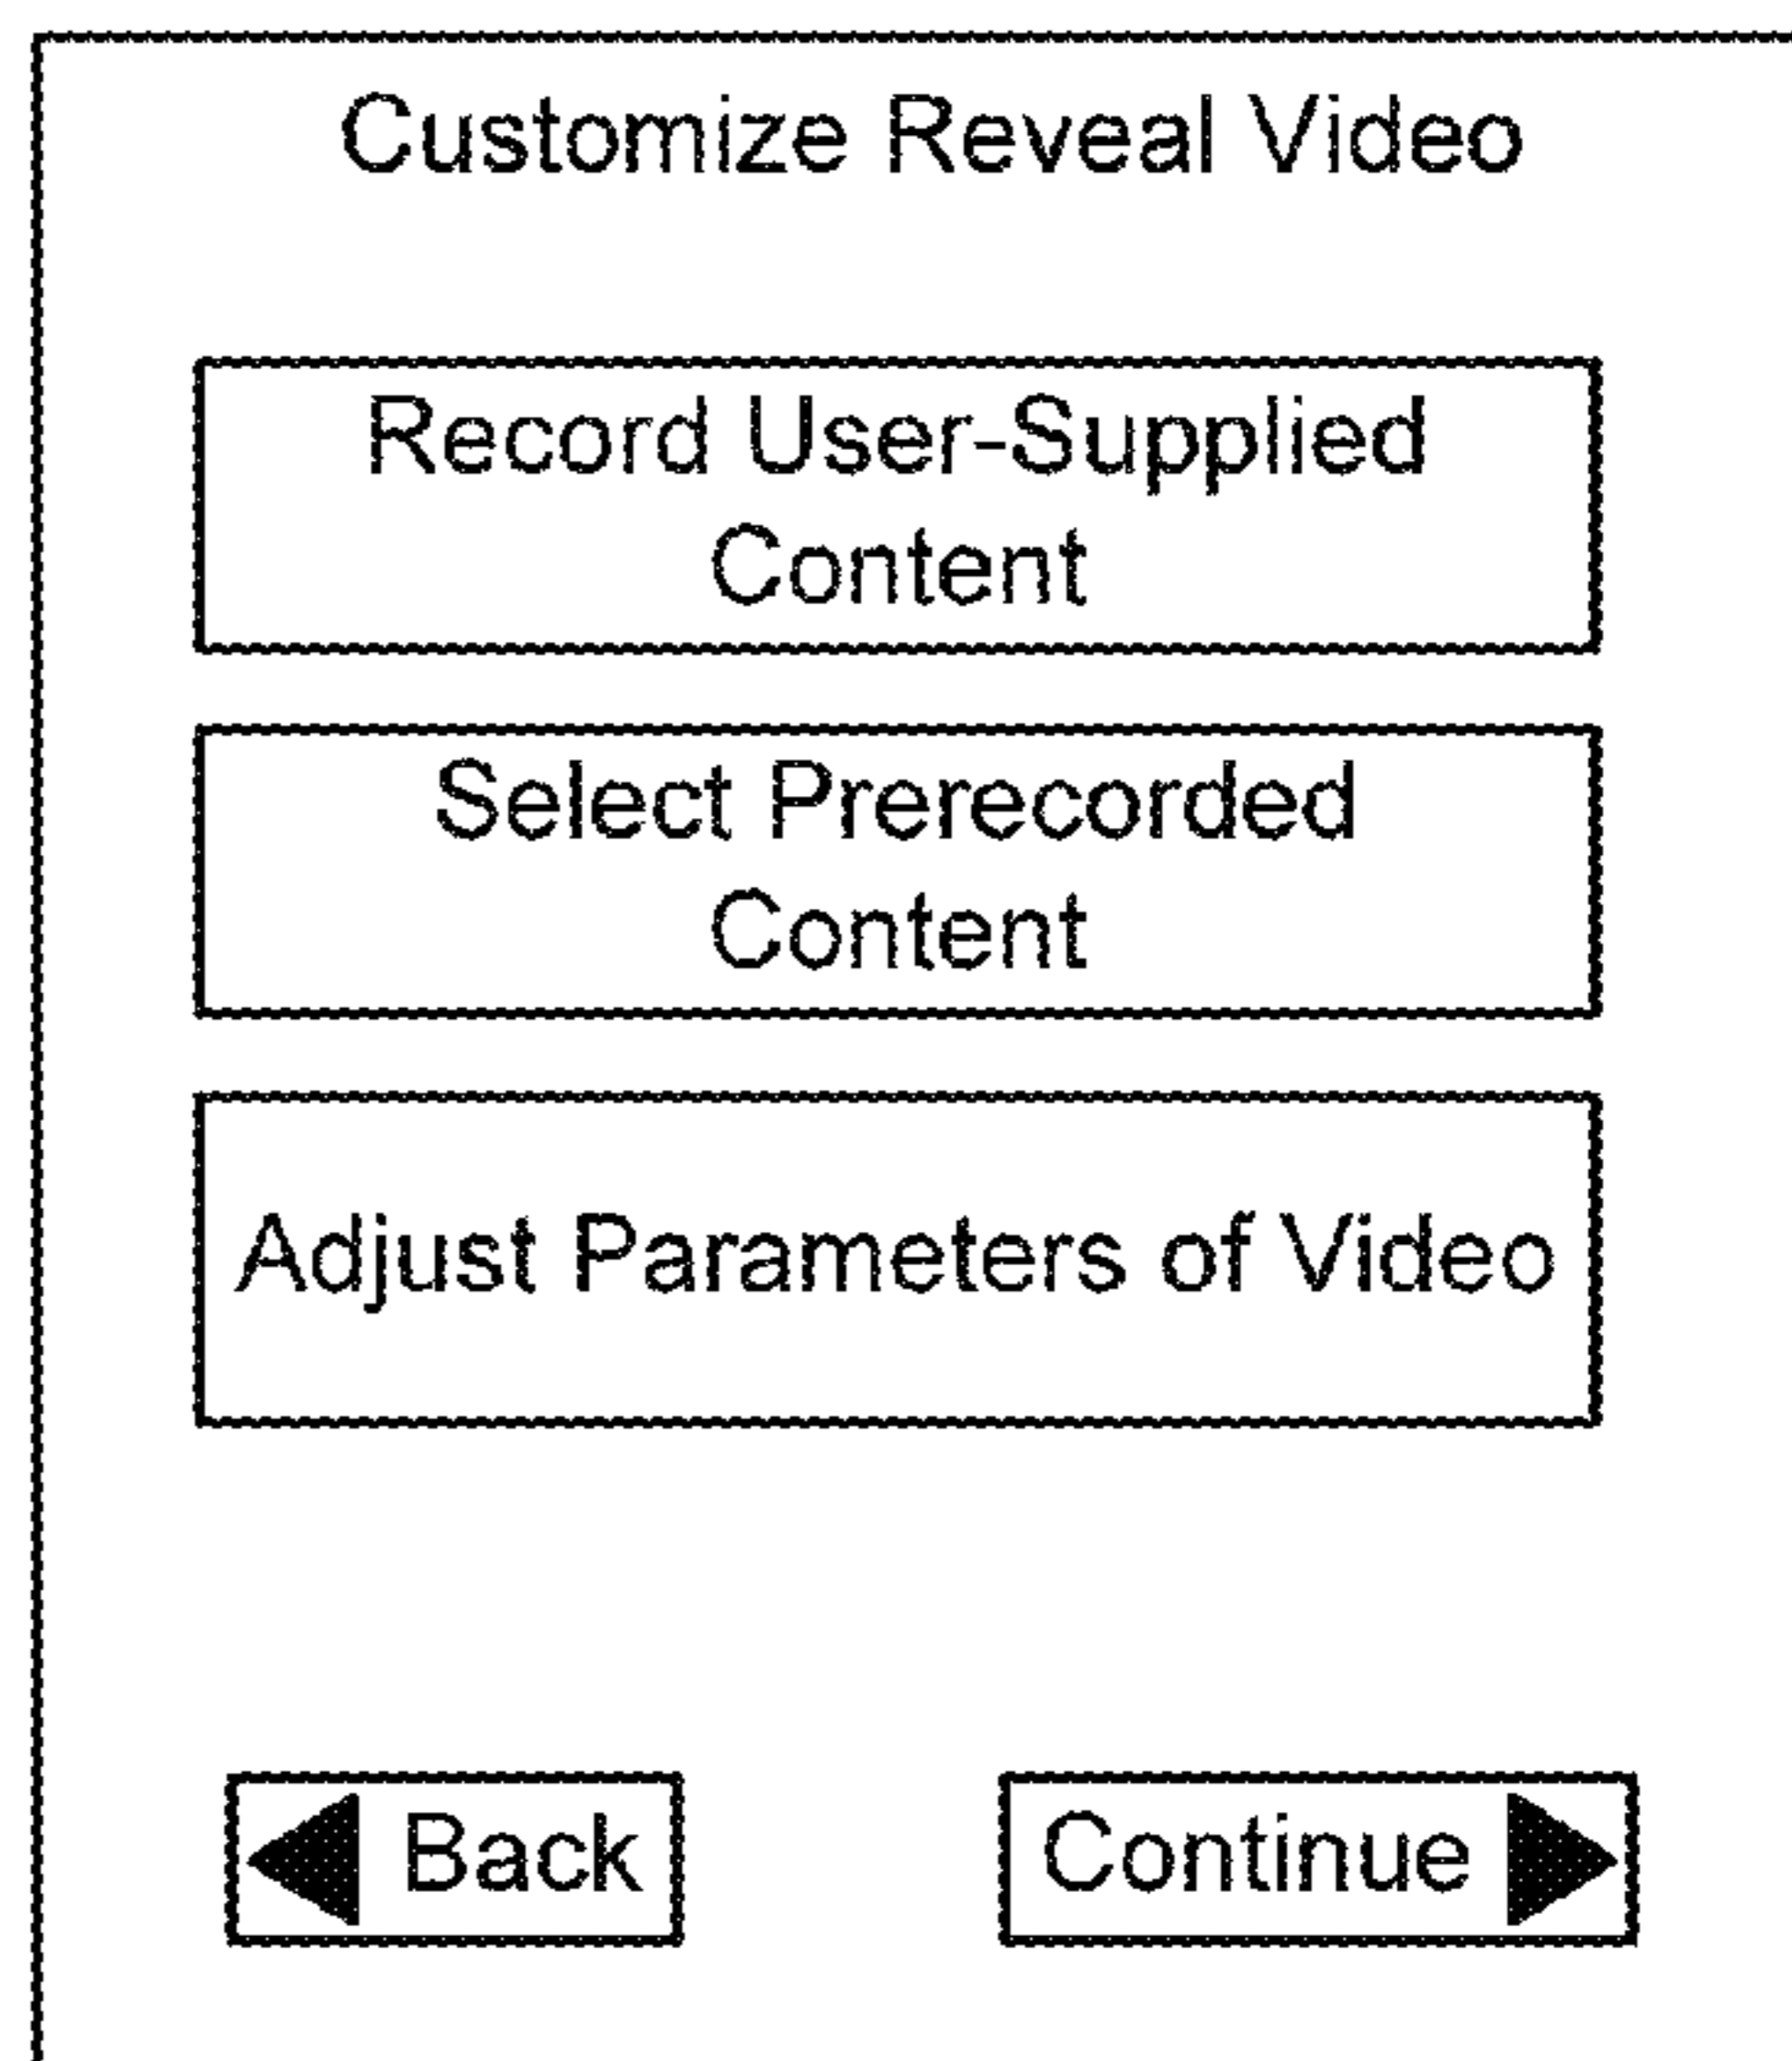 Customize Reveal Video
Record User-Supplied
Content
Select Prerecorded
Content
Adjust Parameters of Video
Back
Continue